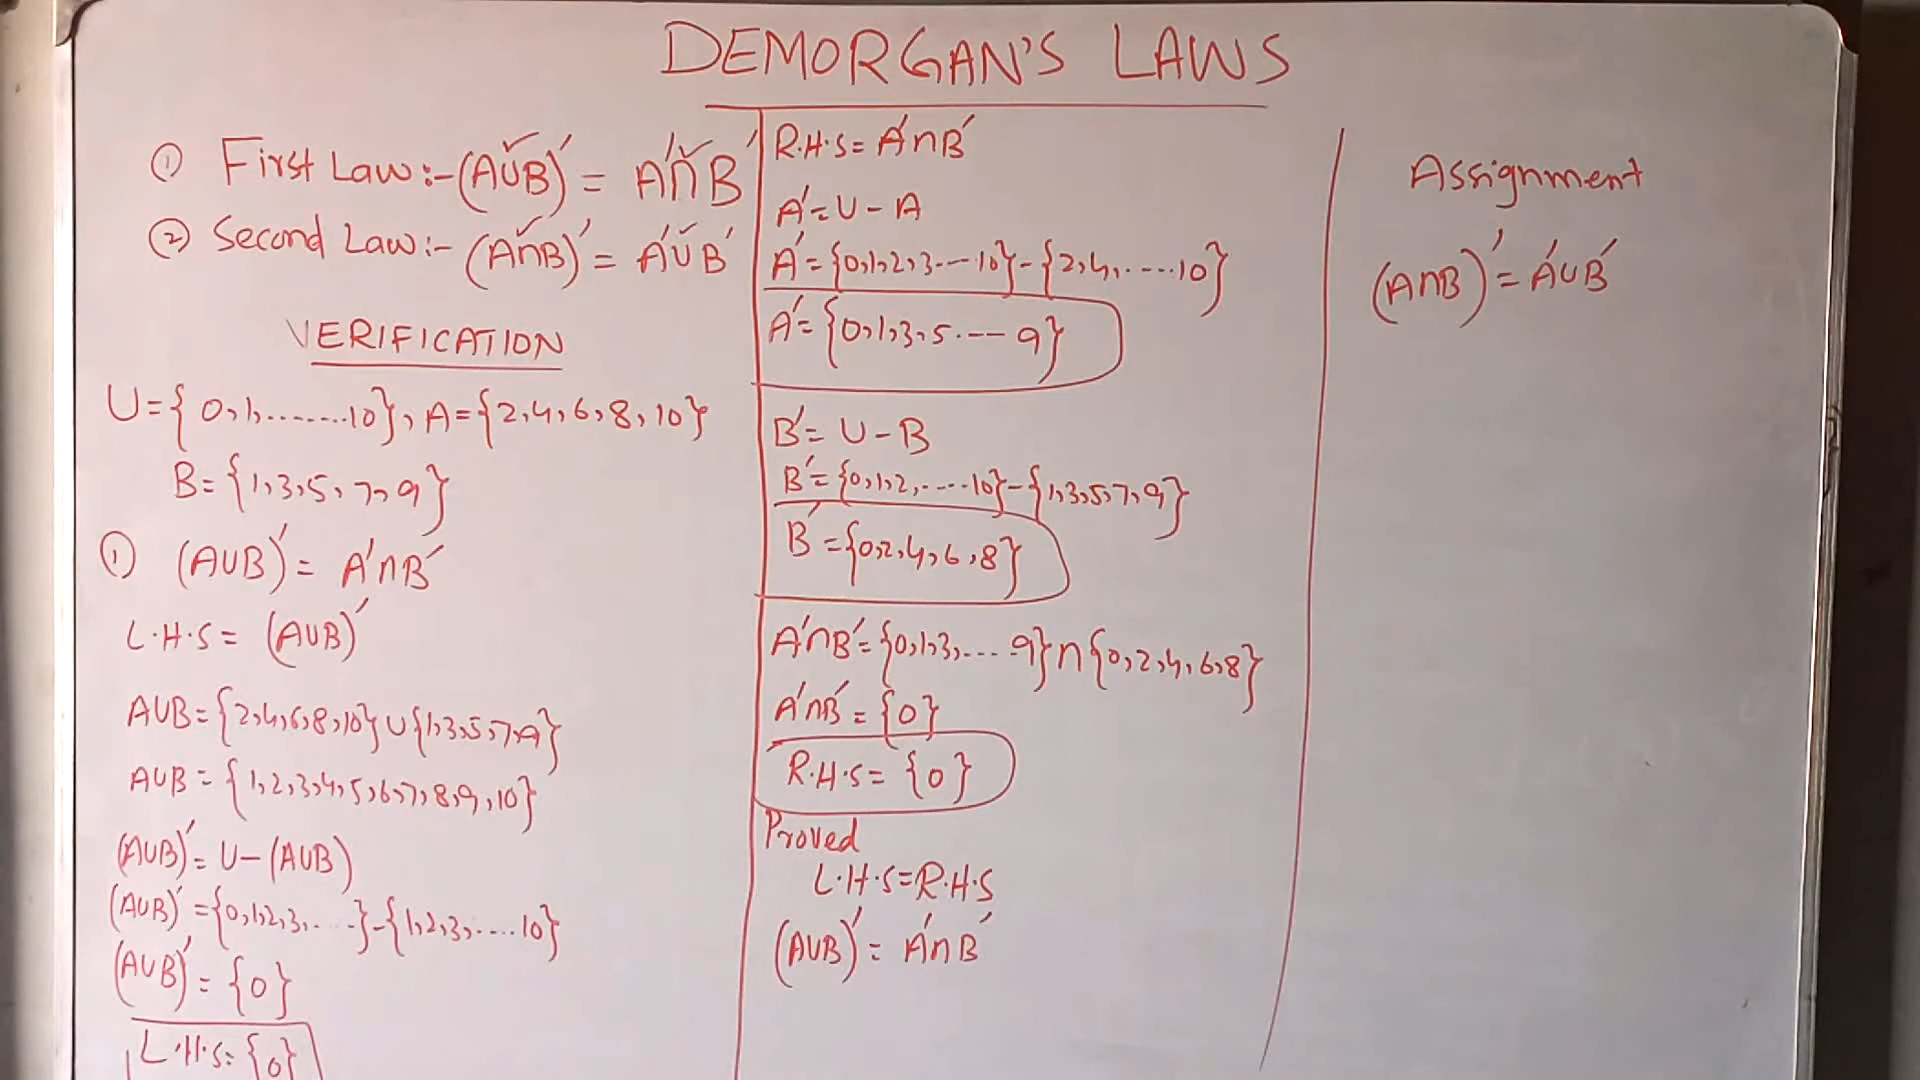 DEMORGAN'S LAWS
① First Law:- (A∪B)′ = A′∩B′
② Second Law:- (A∩B)′ = A′∪B′
VERIFICATION
U={ 0,1,.......10}, A={2,4,6,8,10}
B={1,3,5,7,9}
① (A∪B)′= A′∩B′
L.H.S= (A∪B)′
A∪B={2,4,6,8,10}∪{1,3,5,7,9}
A∪B= {1,2,3,4,5,6,7,8,9,10}
(A∪B)′= U-(A∪B)
(A∪B)′={0,1,2,3,....}-{1,2,3,....10}
(A∪B)′= {0}
L.H.S= {0}
R.H.S= A′∩B′
A′=U-A
A′={0,1,2,3---10}-{2,4,.....10}
A′={0,1,3,5.--9}
B′= U-B
B′={0,1,2,....10}-{1,3,5,7,9}
B′={0,2,4,6,8}
A′∩B′={0,1,3,...9}∩{0,2,4,6,8}
A′∩B′= {0}
R.H.S= {0}
Proved
L.H.S=R.H.S
(A∪B)′= A′∩B′
Assignment
(A∩B)′= A′∪B′